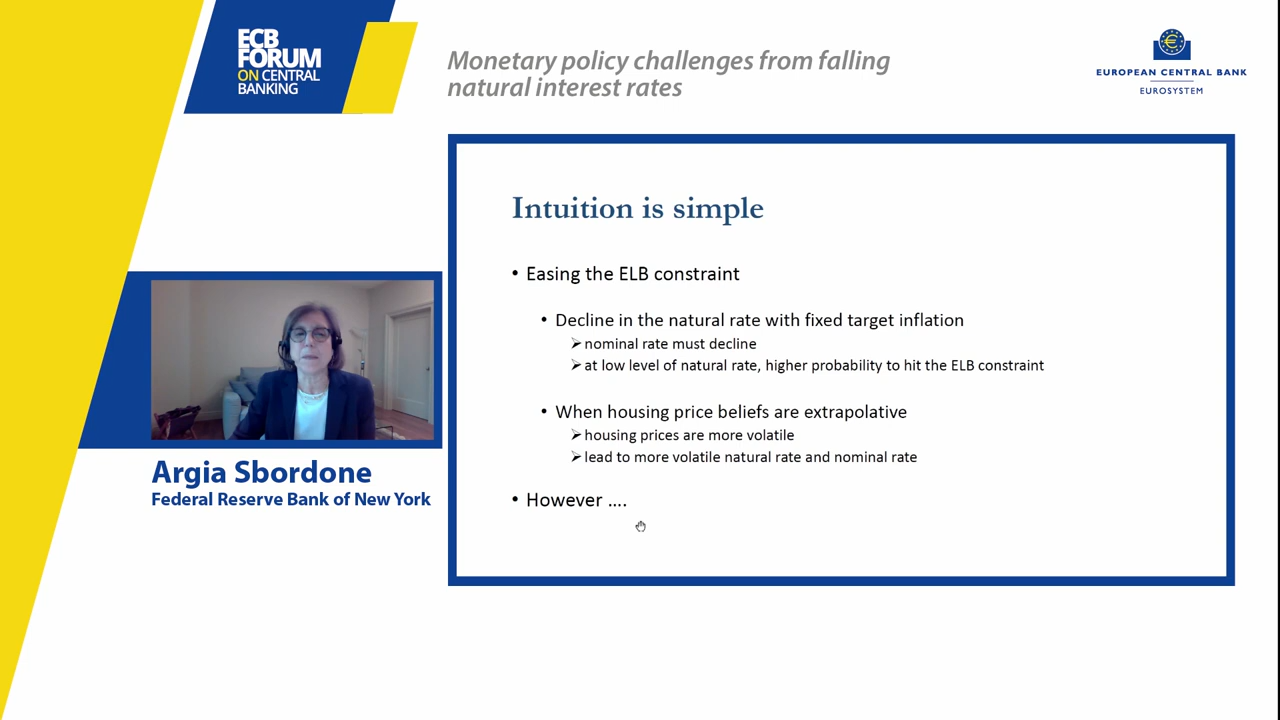 ECB
FORUM
ON CENTRAL
BANKING
Monetary policy challenges from falling
natural interest rates
EUROPEAN CENTRAL BANK
EUROSYSTEM
Intuition is simple
• Easing the ELB constraint
• Decline in the natural rate with fixed target inflation
➢ nominal rate must decline
➢ at low level of natural rate, higher probability to hit the ELB constraint
• When housing price beliefs are extrapolative
➢ housing prices are more volatile
➢ lead to more volatile natural rate and nominal rate
• However ....
Argia Sbordone
Federal Reserve Bank of New York